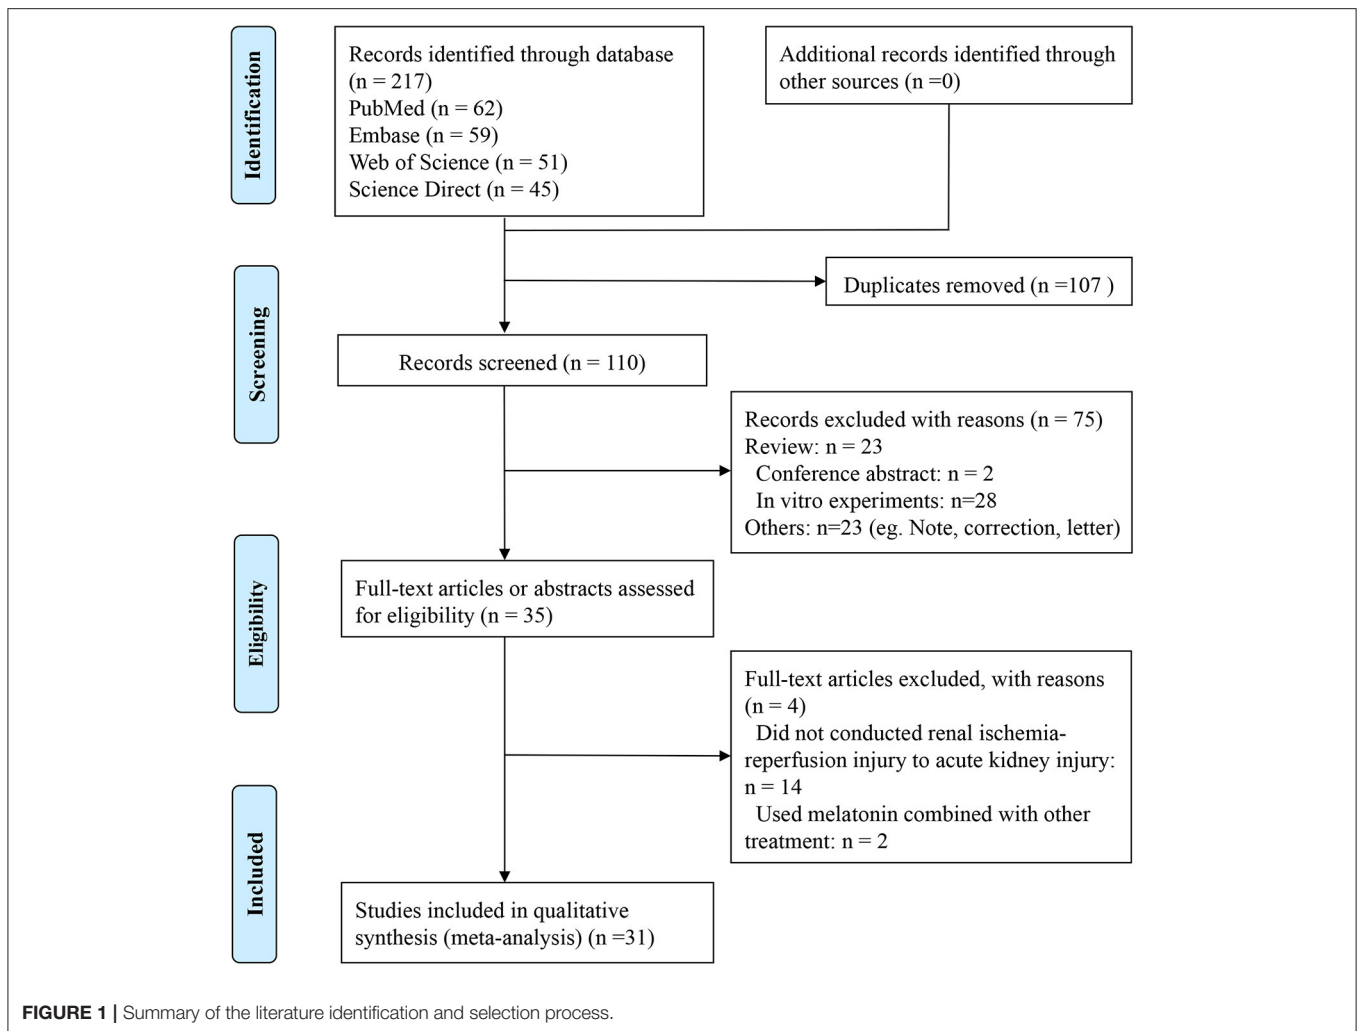 Identification
Records identified through database
(n = 217)
PubMed (n = 62)
Embase (n = 59)
Web of Science (n = 51)
Science Direct (n = 45)
Additional records identified through
other sources (n =0)
Duplicates removed (n =107 )
Screening
Records screened (n = 110)
Records excluded with reasons (n = 75)
Review: n = 23
Conference abstract: n = 2
In vitro experiments: n=28
Others: n=23 (eg. Note, correction, letter)
Eligibility
Full-text articles or abstracts assessed
for eligibility (n = 35)
Full-text articles excluded, with reasons
(n = 4)
Did not conducted renal ischemia-
reperfusion injury to acute kidney injury:
n = 14
Used melatonin combined with other
treatment: n = 2
Included
Studies included in qualitative
synthesis (meta-analysis) (n =31)
FIGURE 1 | Summary of the literature identification and selection process.